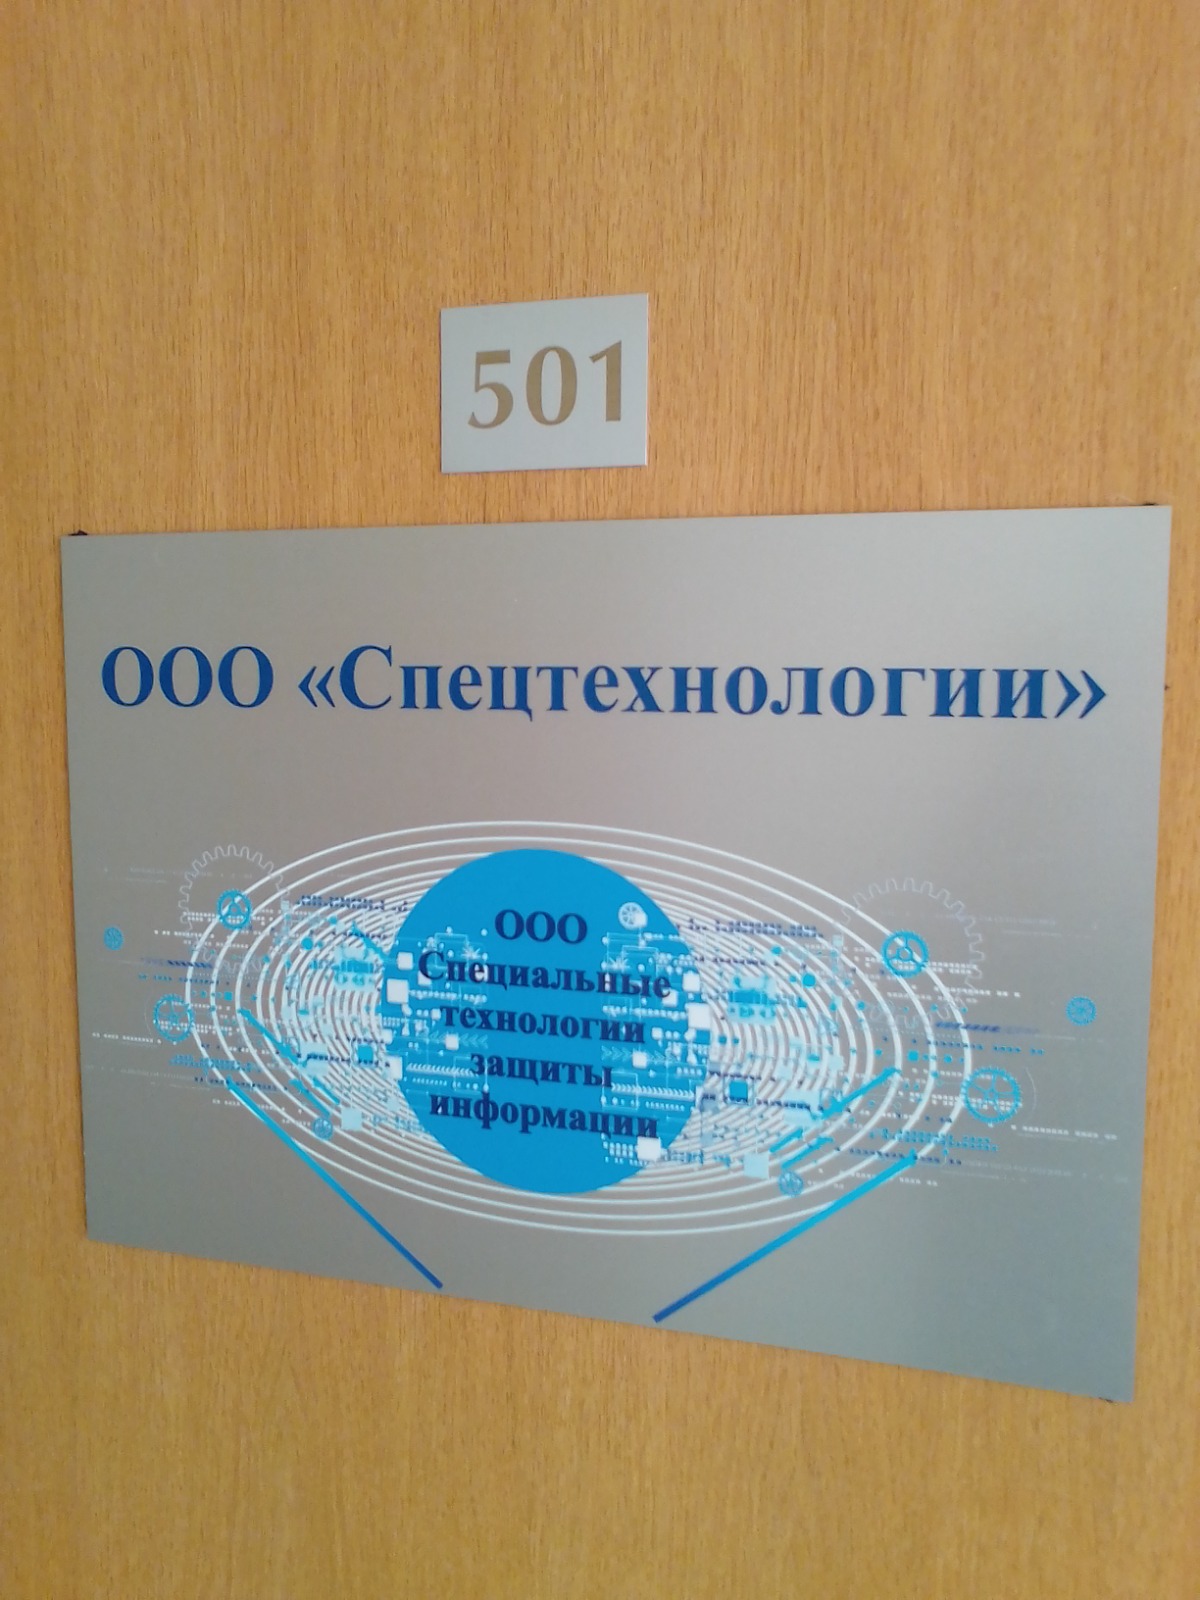 501
ООО «Спецтехнологии»
ООО
Специальные
технологии
защиты
информации